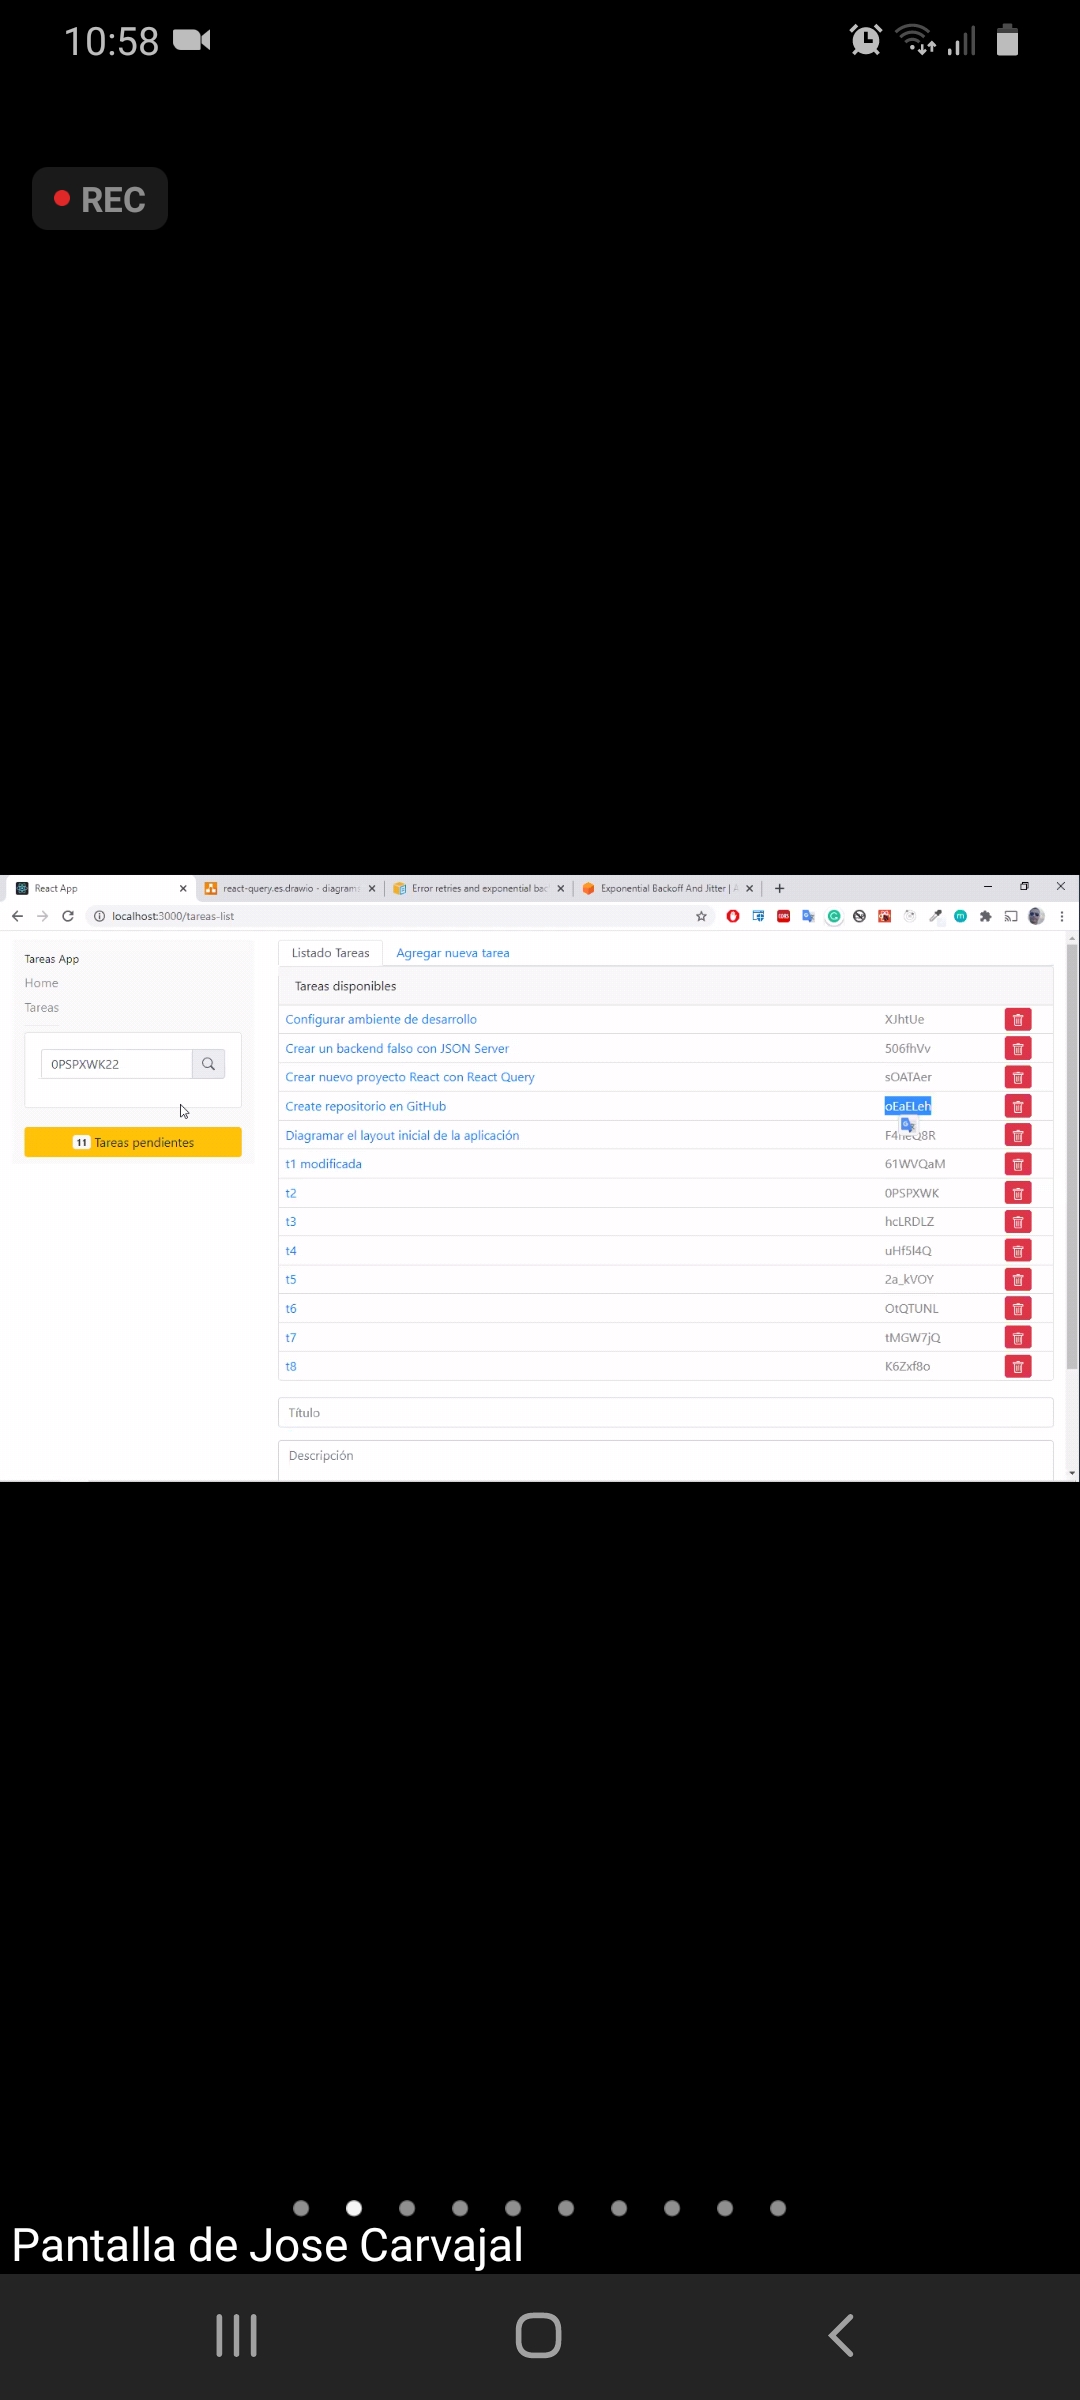 10:58
REC
React App
react-query.es.drawio - diagrams
Error retries and exponential bac
Exponential Backoff And Jitter |
localhost:3000/tareas-list
Tareas App
Home
Tareas
0PSPXWK22
11 Tareas pendientes
Listado Tareas Agregar nueva tarea
Tareas disponibles
Configurar ambiente de desarrollo XJhtUe
Crear un backend falso con JSON Server 506fhVv
Crear nuevo proyecto React con React Query sOATAer
Create repositorio en GitHub oEaELeh
Diagramar el layout inicial de la aplicación
t1 modificada 61WVQaM
t2 0PSPXWK
t3 hcLRDLZ
t4 uHf5l4Q
t5 2a_kVOY
t6 OtQTUNL
t7 tMGW7jQ
t8 K6Zxf8o
Título
Descripción
Pantalla de Jose Carvajal